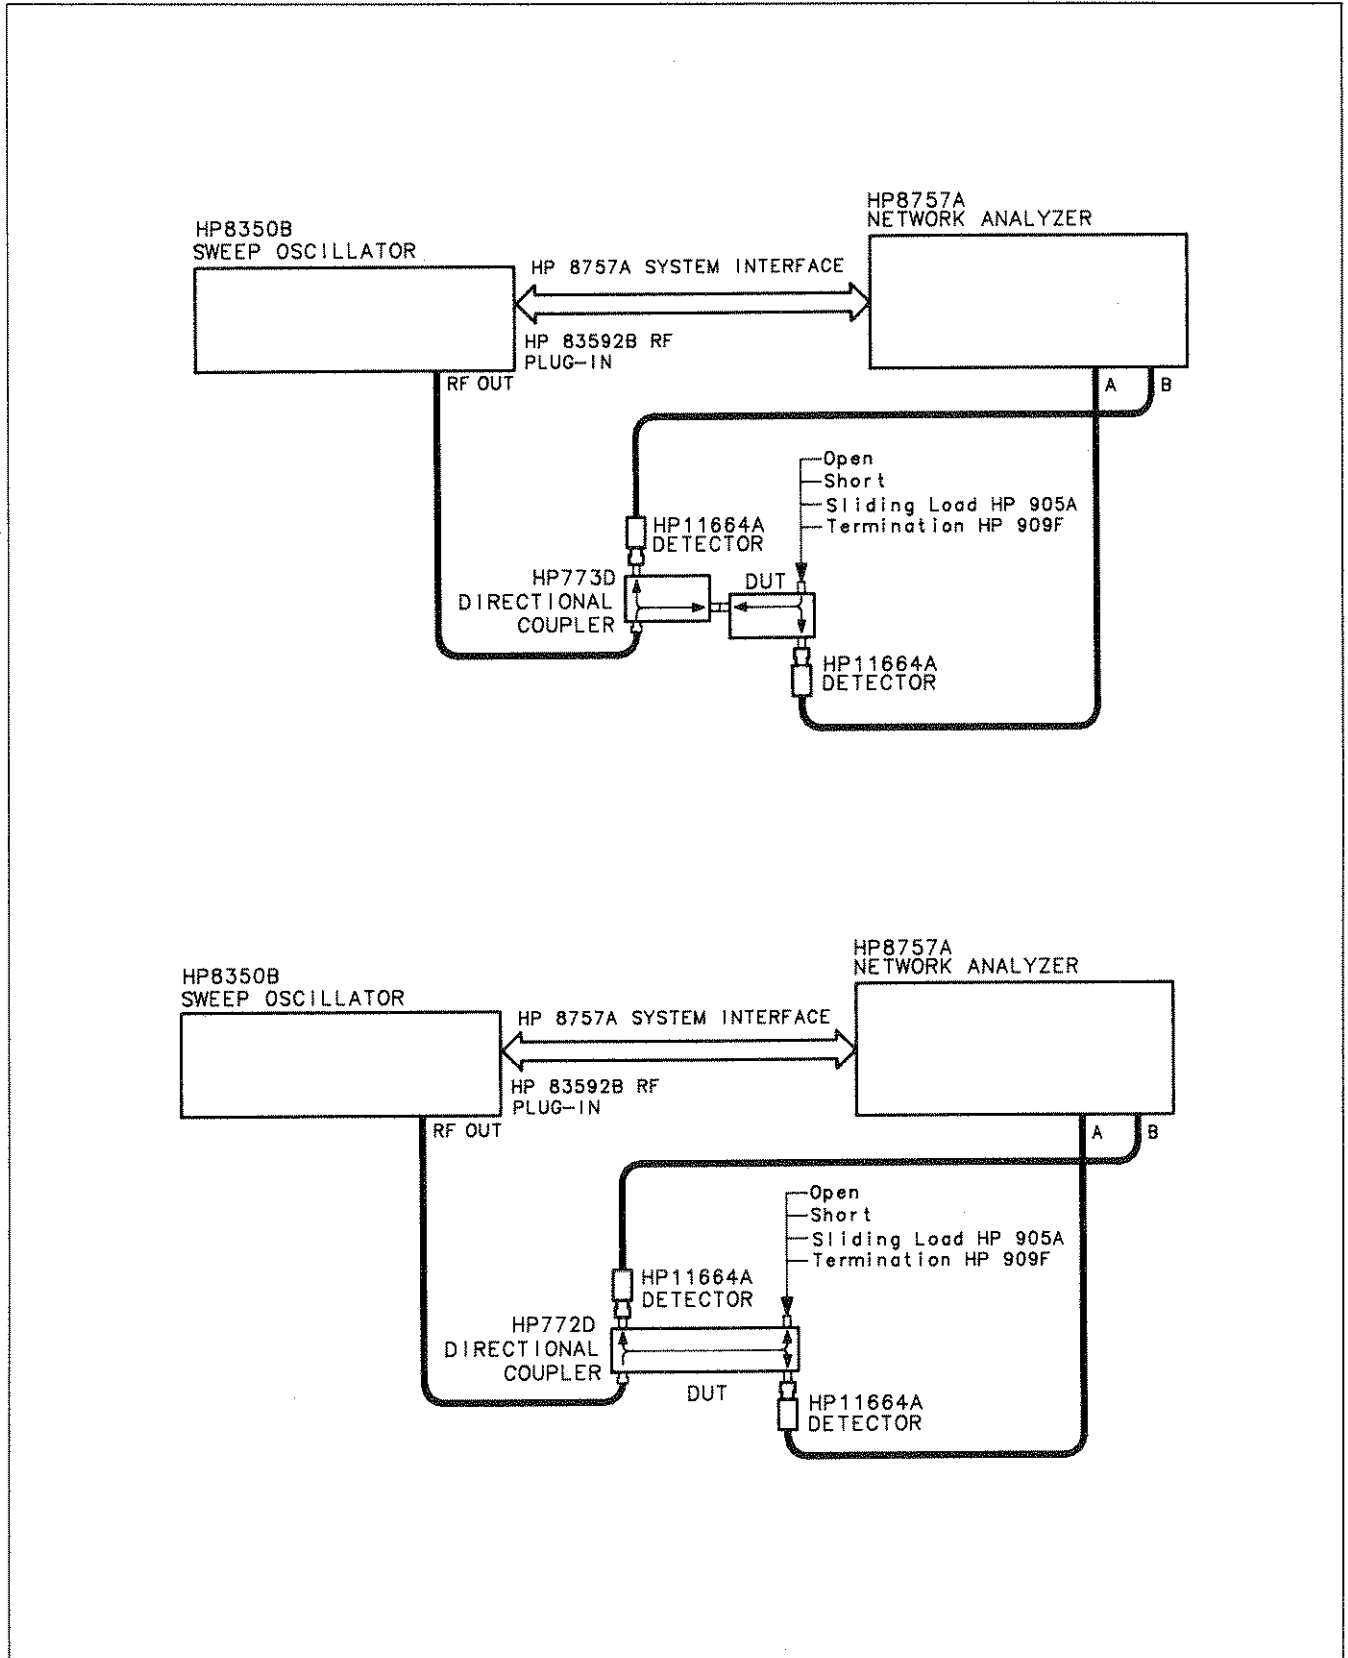 HP8350B
SWEEP OSCILLATOR
HP8757A
NETWORK ANALYZER
HP 8757A SYSTEM INTERFACE
HP 83592B RF
PLUG-IN
RF OUT
A
B
Open
Short
Sliding Load HP 905A
Termination HP 909F
HP11664A
DETECTOR
HP773D
DIRECTIONAL
COUPLER
DUT
HP11664A
DETECTOR
HP8350B
SWEEP OSCILLATOR
HP8757A
NETWORK ANALYZER
HP 8757A SYSTEM INTERFACE
HP 83592B RF
PLUG-IN
RF OUT
A
B
Open
Short
Sliding Load HP 905A
Termination HP 909F
HP11664A
DETECTOR
HP772D
DIRECTIONAL
COUPLER
DUT
HP11664A
DETECTOR